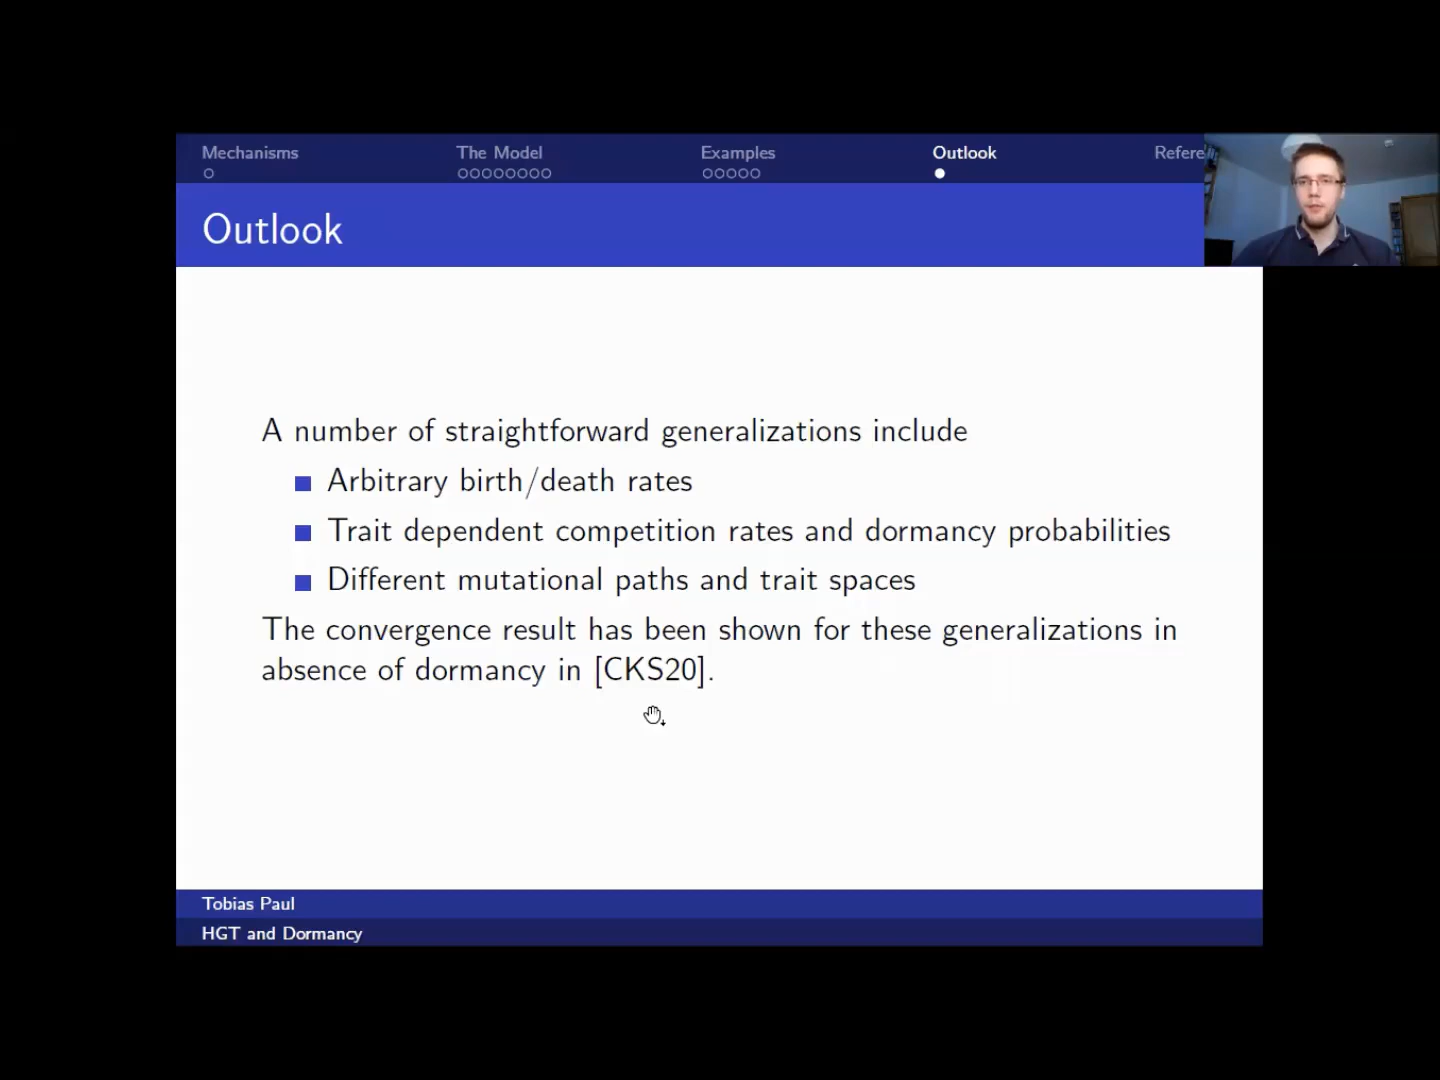 Mechanisms
The Model
Examples
Outlook
Outlook
A number of straightforward generalizations include
Arbitrary birth/death rates
Trait dependent competition rates and dormancy probabilities
Different mutational paths and trait spaces
The convergence result has been shown for these generalizations in
absence of dormancy in [CKS20].
Tobias Paul
HGT and Dormancy